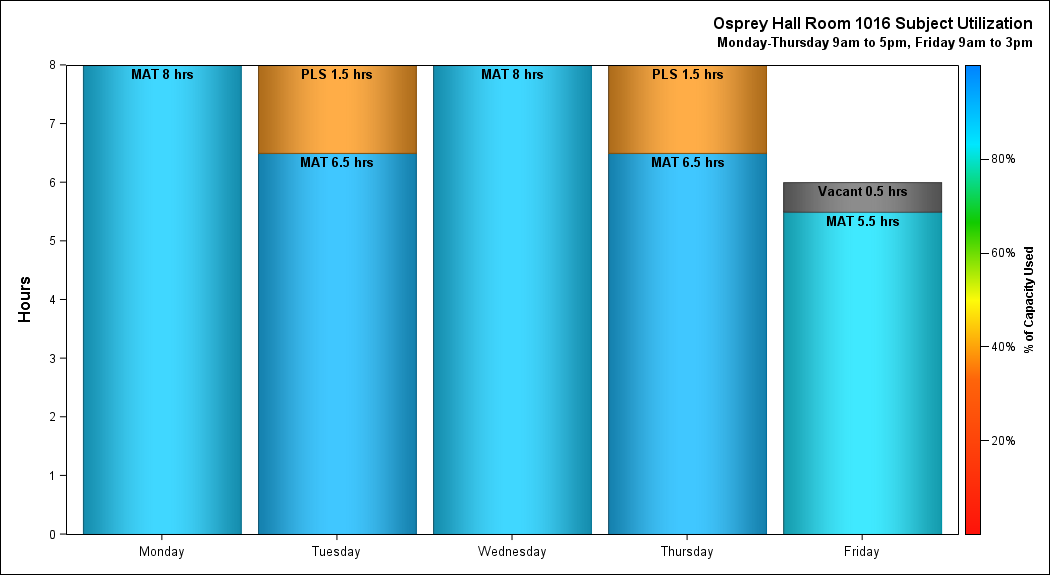 Osprey Hall Room 1016 Subject Utilization
Monday-Thursday 9am to 5pm, Friday 9am to 3pm
Hours
8
7
6
5
4
3
2
1
0
MAT 8 hrs
PLS 1.5 hrs
MAT 6.5 hrs
MAT 8 hrs
PLS 1.5 hrs
MAT 6.5 hrs
Vacant 0.5 hrs
MAT 5.5 hrs
Monday
Tuesday
Wednesday
Thursday
Friday
80%
60%
40%
20%
% of Capacity Used